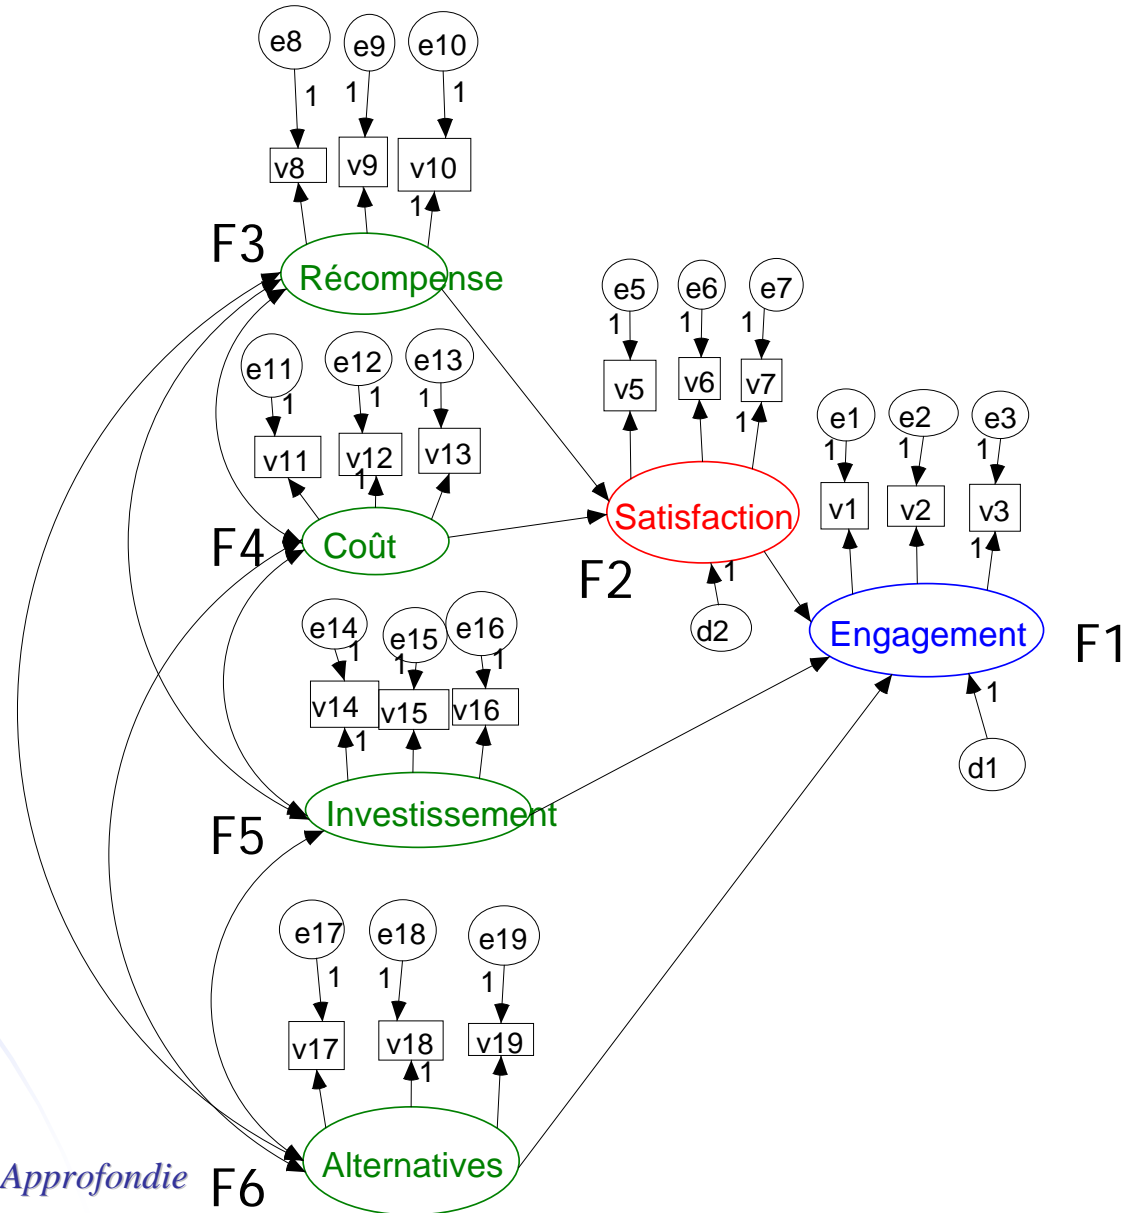 e8 e9 e10
1 1 1
v8 v9 v10
1
F3
Récompense
e5 e6 e7
1 1 1
v5 v6 v7
1
e11 e12 e13
1 1 1
v11 v12 v13
1
e1 e2 e3
1 1 1
v1 v2 v3
1
Satisfaction
F4
Coût
F2
1
d2
Engagement
F1
1
d1
e14 e15 e16
1 1 1
v14 v15 v16
1
Investissement
F5
e17 e18 e19
1 1 1
v17 v18 v19
1
Alternatives
Approfondie
F6